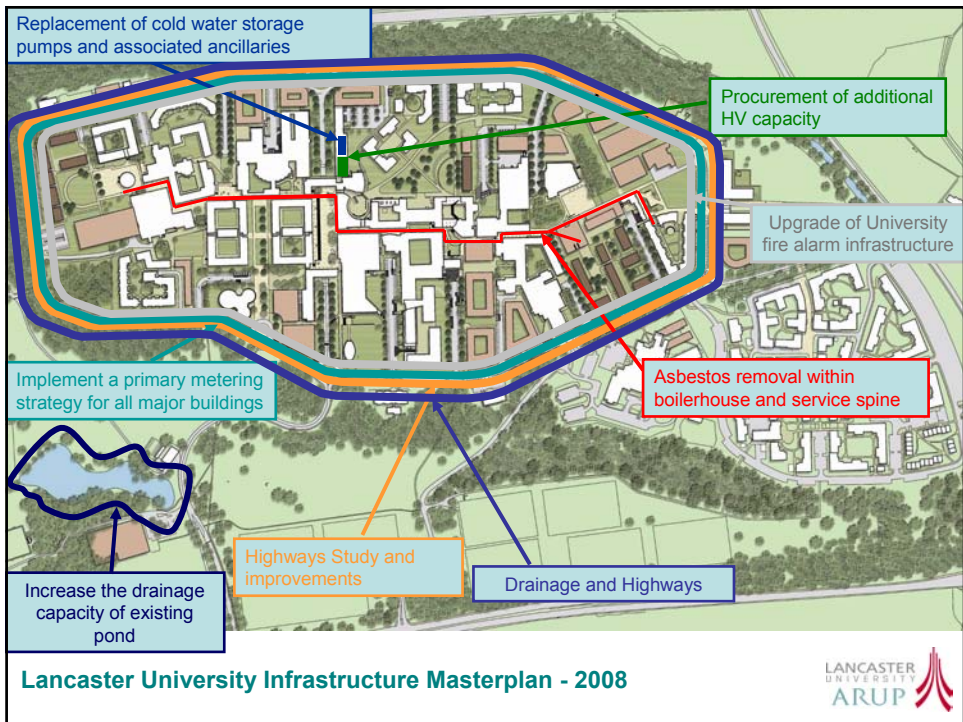 Replacement of cold water storage
pumps and associated ancillaries
Procurement of additional
HV capacity
Upgrade of University
fire alarm infrastructure
Implement a primary metering
strategy for all major buildings
Asbestos removal within
boilerhouse and service spine
Highways Study and
improvements
Drainage and Highways
Increase the drainage
capacity of existing
pond
Lancaster University Infrastructure Masterplan - 2008
LANCASTER
UNIVERSITY
ARUP